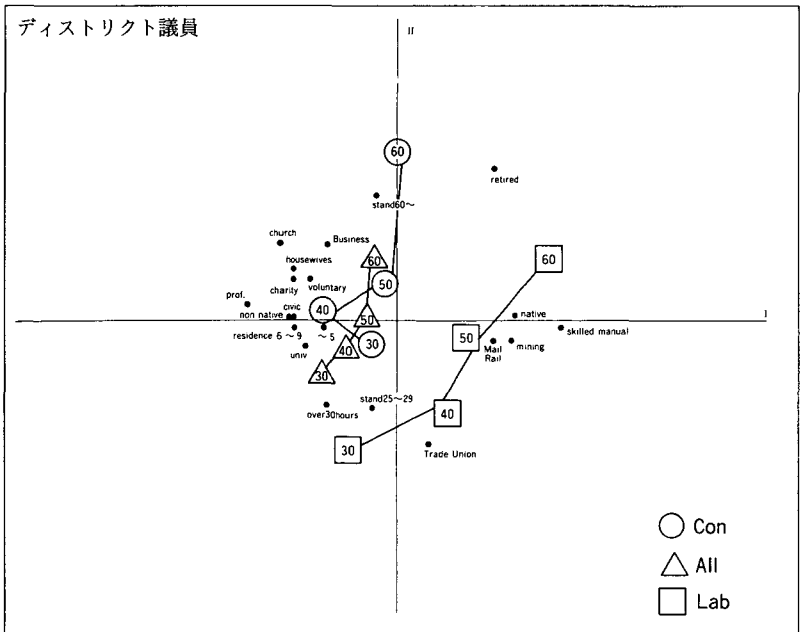 ディストリクト議員
II
60
retired
stand60～
church
Business
housewives
60
60
charity
voluntary
50
prof.
civic
40
non native
native
I
50
residence 6～9
～5
50
skilled manual
univ
40
30
Mail
Rail
mining
30
over30hours
stand25～29
40
30
Trade Union
Con
All
Lab